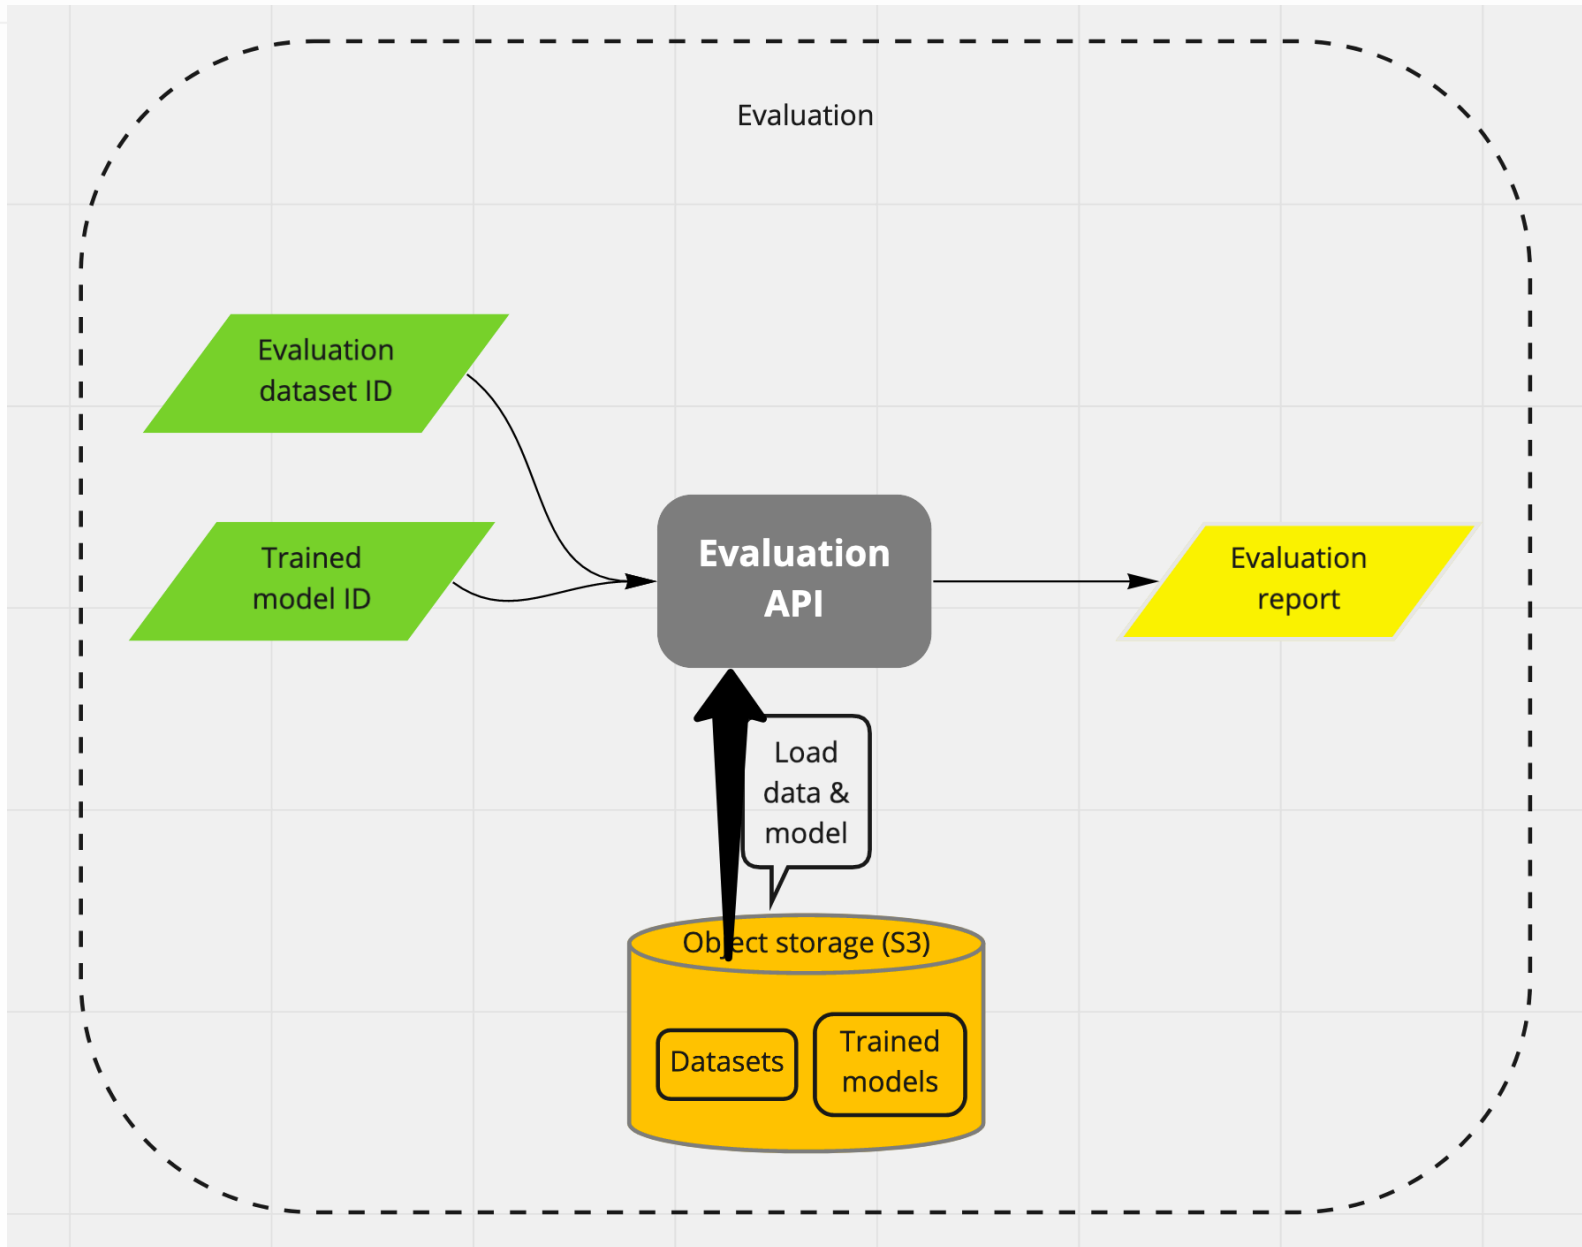 Evaluation
Evaluation
dataset ID
Trained
model ID
Evaluation
API
Evaluation
report
Load
data &
model
Object storage (S3)
Datasets
Trained
models